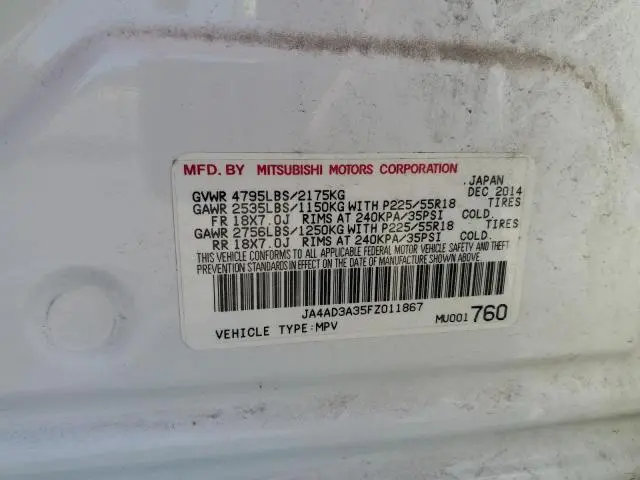 MFD. BY MITSUBISHI MOTORS CORPORATION
JAPAN
GVWR 4795LBS/2175KG DEC 2014
GAWR 2535LBS/1150KG WITH P225/55R18 TIRES
FR 18X7.0J RIMS AT 240KPA/35PSI COLD.
GAWR 2756LBS/1250KG WITH P225/55R18 TIRES
RR 18X7.0J RIMS AT 240KPA/35PSI COLD.
THIS VEHICLE CONFORMS TO ALL APPLICABLE FEDERAL MOTOR VEHICLE SAFETY AND THEFT
PREVENTION STANDARDS IN EFFECT ON THE DATE OF MANUFACTURE SHOWN ABOVE.
JA4AD3A35FZ011867
VEHICLE TYPE:MPV MU001 760